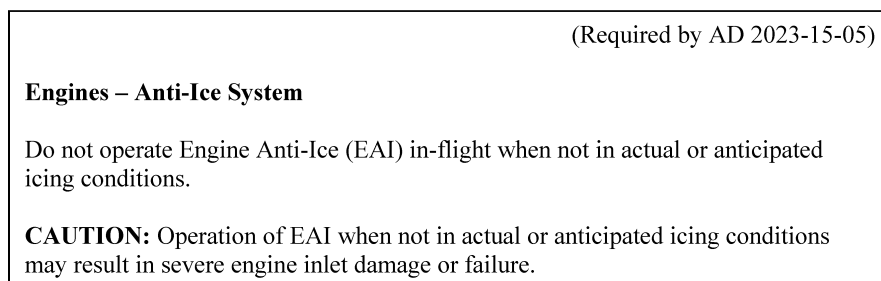 (Required by AD 2023-15-05)
Engines – Anti-Ice System
Do not operate Engine Anti-Ice (EAI) in-flight when not in actual or anticipated
icing conditions.
CAUTION: Operation of EAI when not in actual or anticipated icing conditions
may result in severe engine inlet damage or failure.